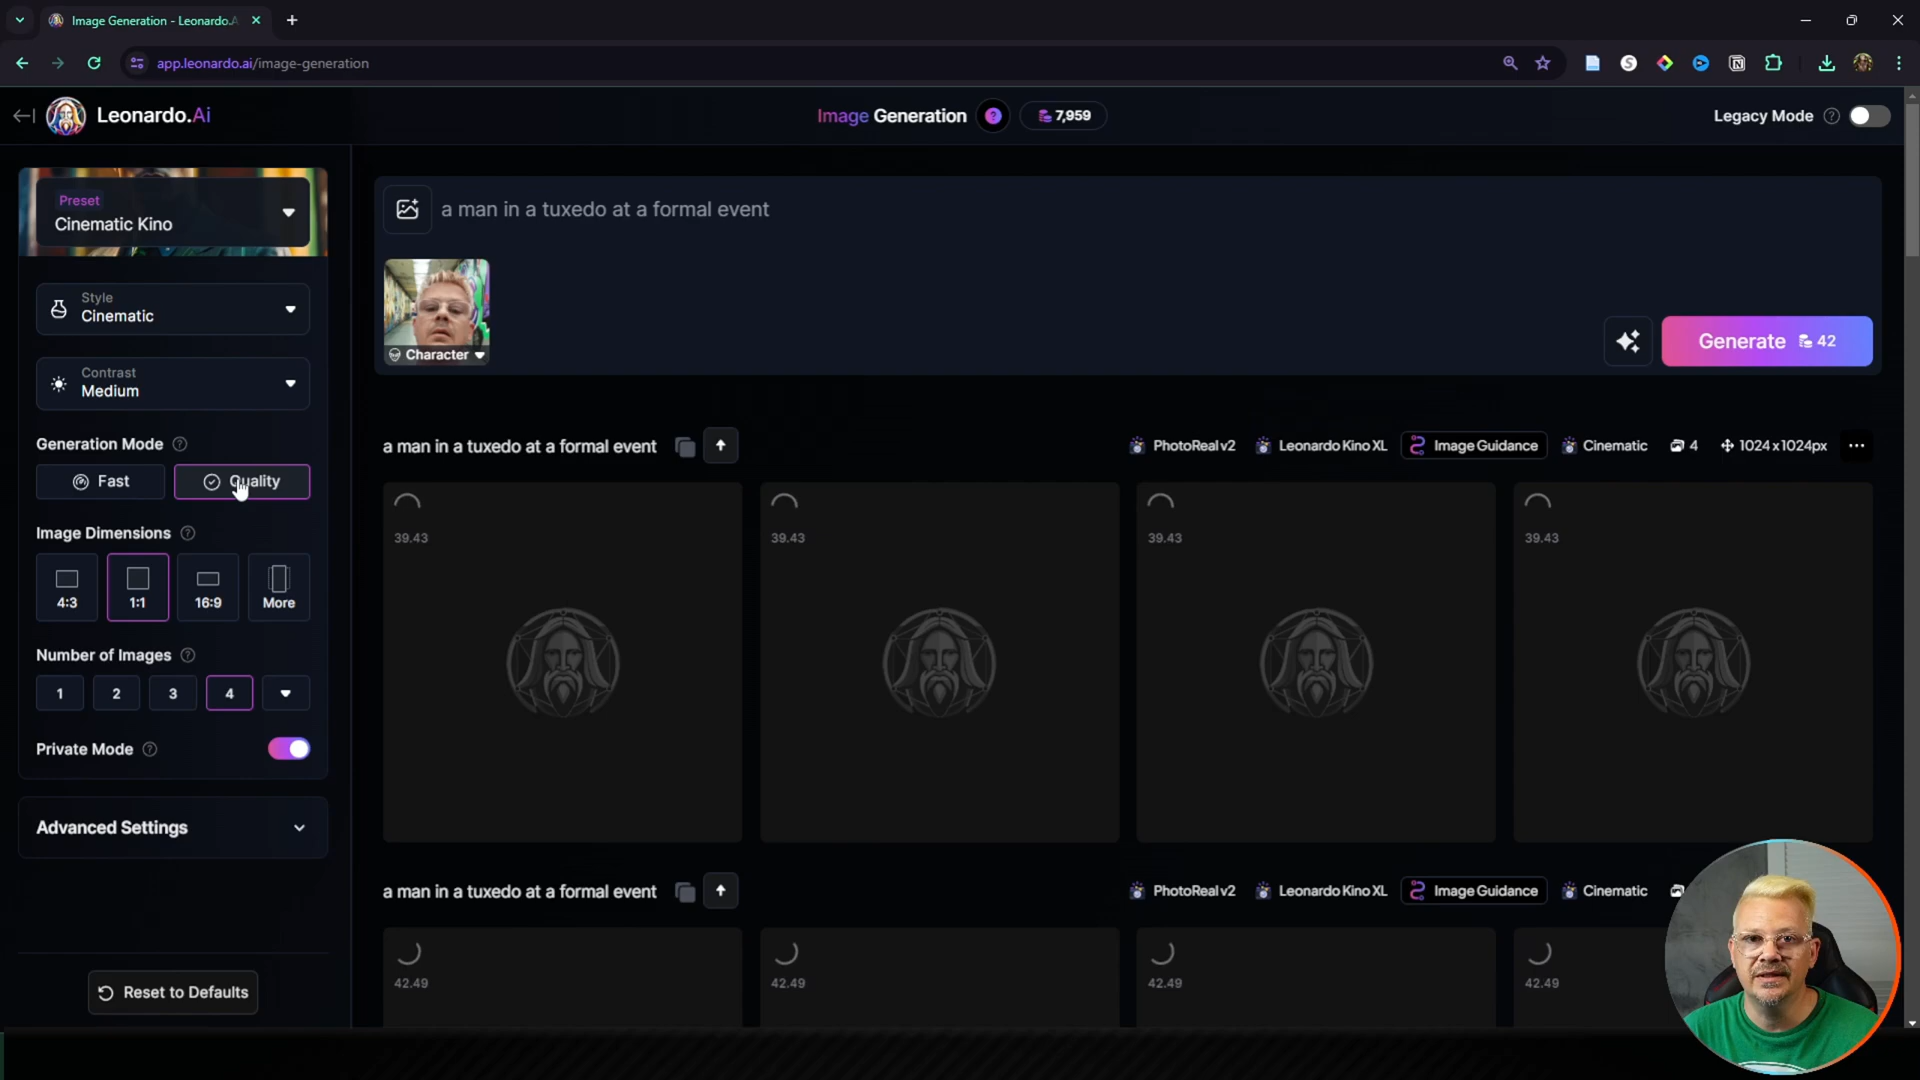 Image Generation - Leonardo.A
app.leonardo.ai/image-generation
Leonardo.Ai
Image Generation
7,959
Legacy Mode
Preset
Cinematic Kino
a man in a tuxedo at a formal event
Style
Cinematic
Character
Generate 42
Contrast
Medium
Generation Mode
Fast
Quality
a man in a tuxedo at a formal event
PhotoReal v2
Leonardo Kino XL
Image Guidance
Cinematic
4
1024 x 1024px
39.43
39.43
39.43
39.43
Image Dimensions
4:3
1:1
16:9
More
Number of Images
1
2
3
4
Private Mode
Advanced Settings
a man in a tuxedo at a formal event
PhotoReal v2
Leonardo Kino XL
Image Guidance
Cinematic
42.49
42.49
42.49
42.49
Reset to Defaults